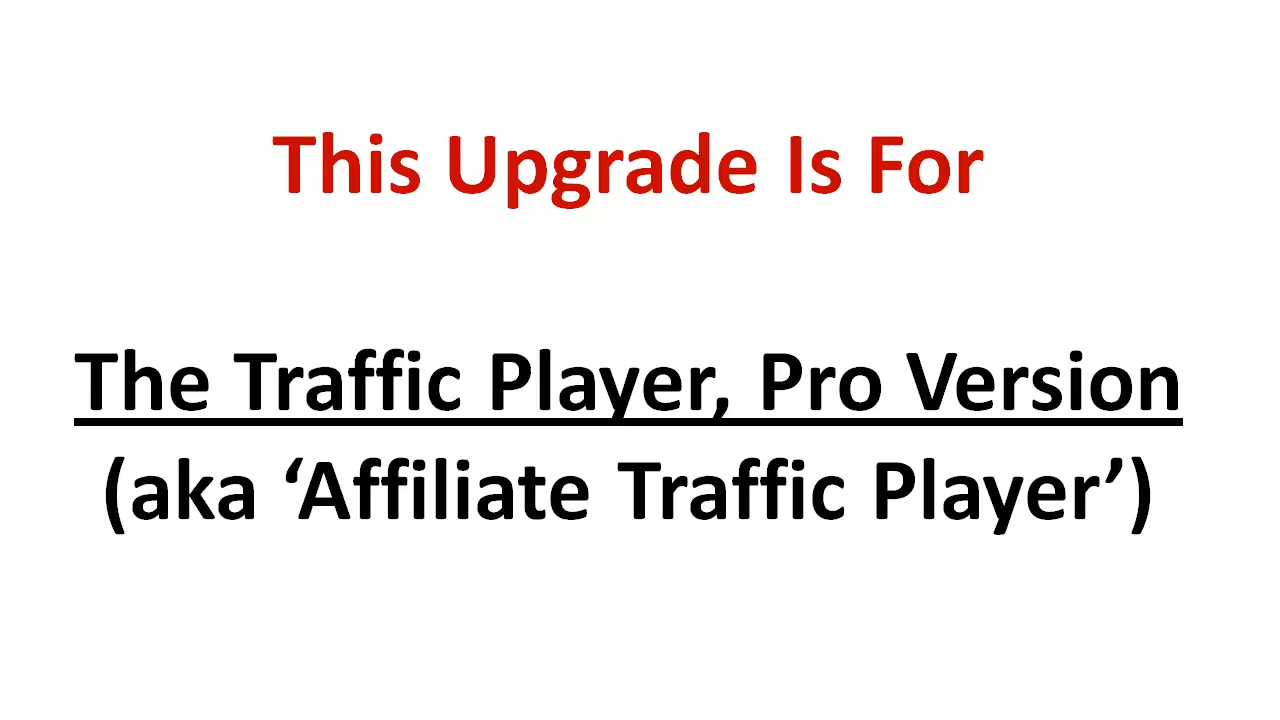 This Upgrade Is For
The Traffic Player, Pro Version
(aka ‘Affiliate Traffic Player’)